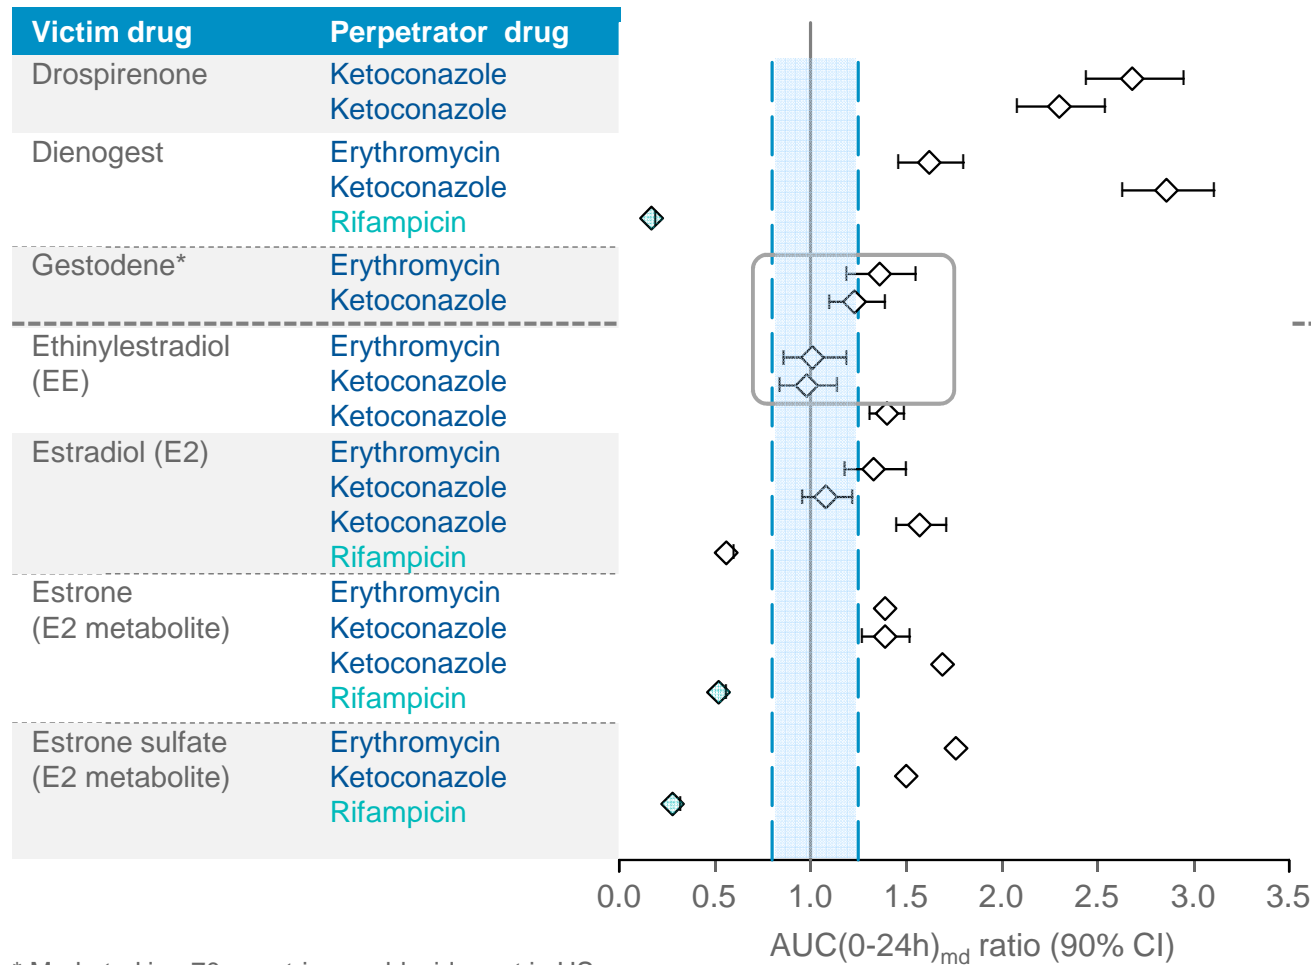 Victim drug Perpetrator drug
Drospirenone Ketoconazole
Ketoconazole
Dienogest Erythromycin
Ketoconazole
Rifampicin
Gestodene* Erythromycin
Ketoconazole
Ethinylestradiol Erythromycin
(EE) Ketoconazole
Ketoconazole
Estradiol (E2) Erythromycin
Ketoconazole
Ketoconazole
Rifampicin
Estrone Erythromycin
(E2 metabolite) Ketoconazole
Ketoconazole
Rifampicin
Estrone sulfate Erythromycin
(E2 metabolite) Ketoconazole
Rifampicin
0.0 0.5 1.0 1.5 2.0 2.5 3.0 3.5
AUC(0-24h)md ratio (90% CI)